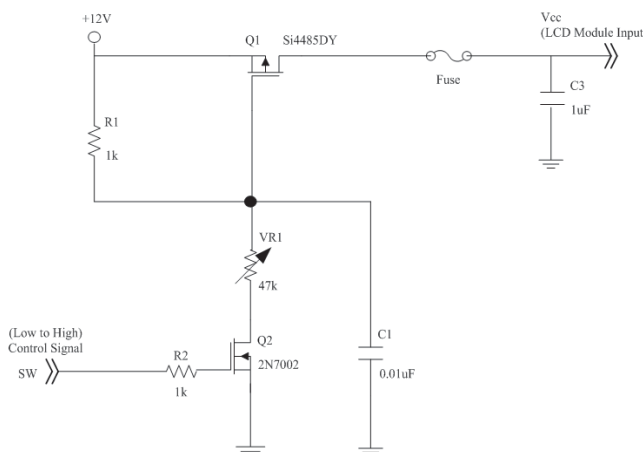 +12V
Q1
Si4485DY
Vcc
(LCD Module Input
Fuse
C3
1uF
R1
1k
VR1
47k
(Low to High)
Control Signal
SW
R2
1k
Q2
2N7002
C1
0.01uF